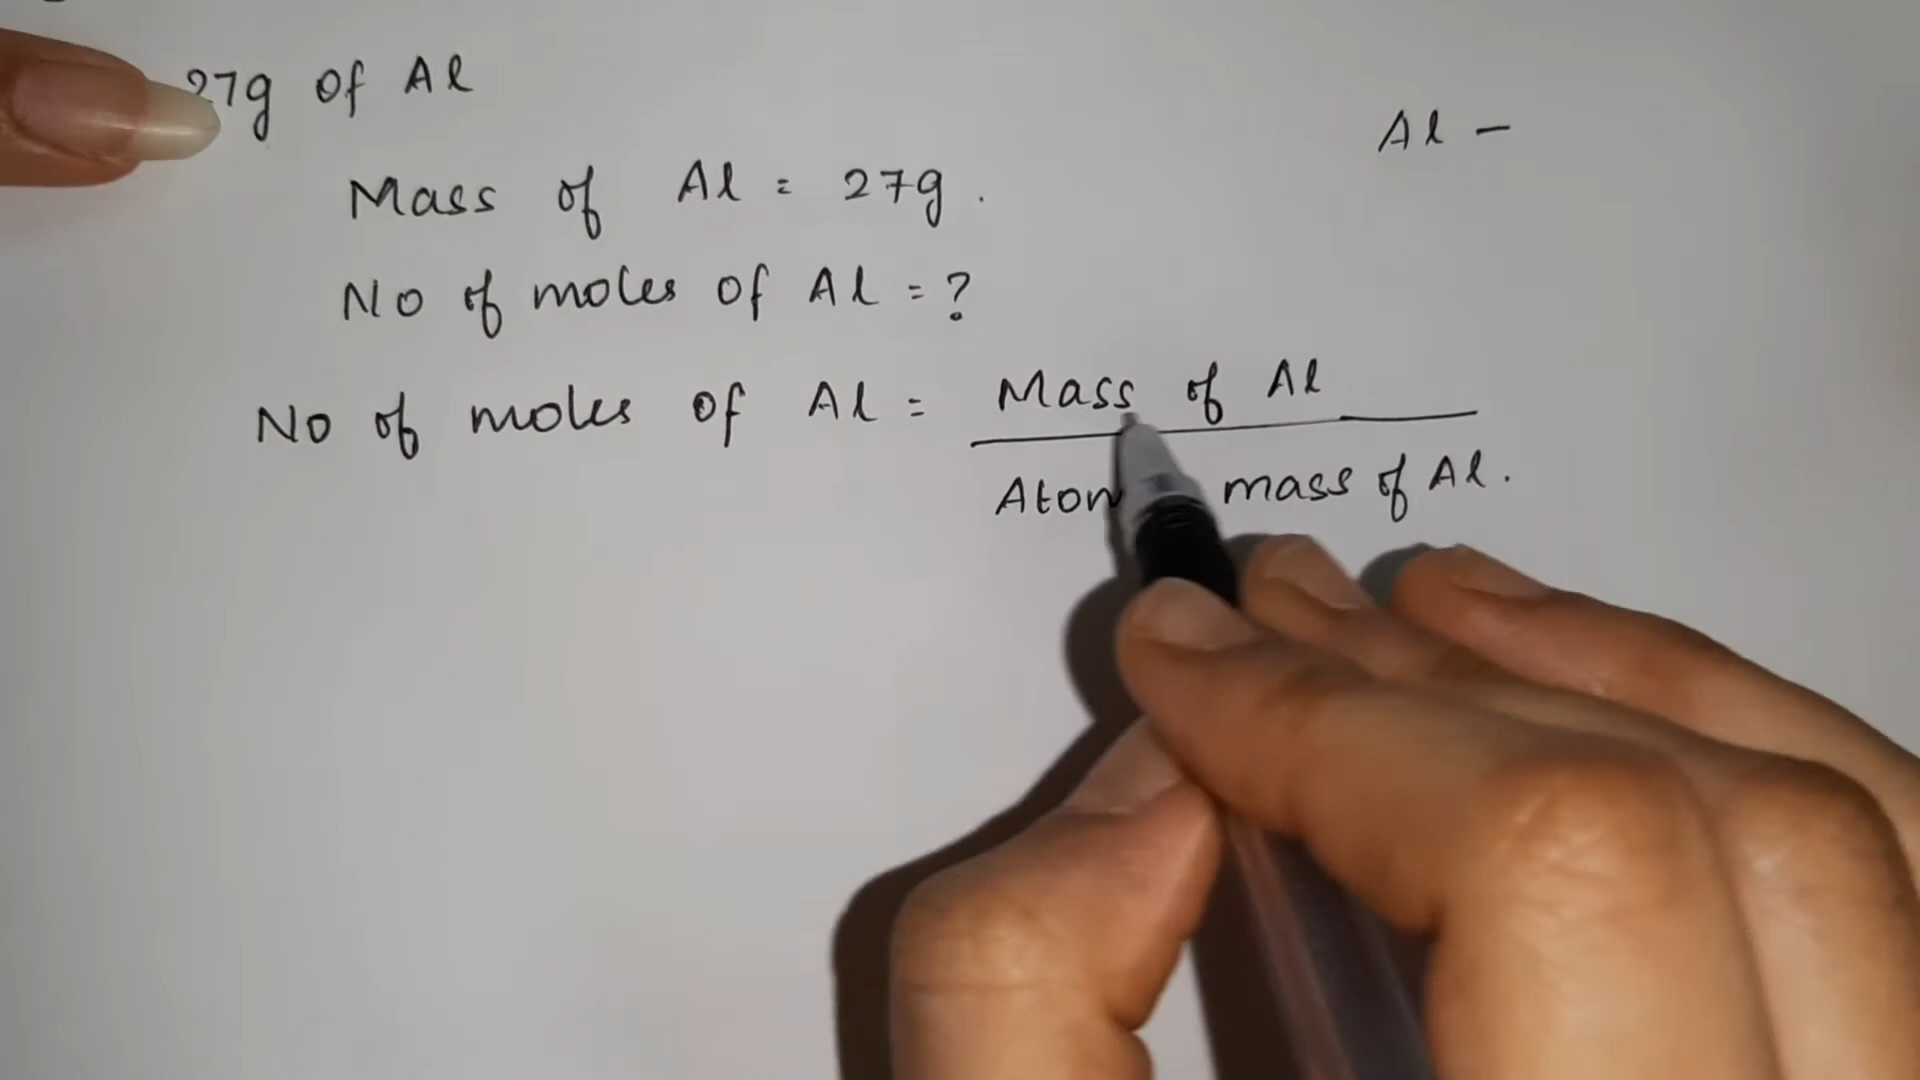 27g of Al
Al –
Mass of Al = 27g.
No of moles of Al = ?
No of moles of Al = Mass of Al
mass of Al.